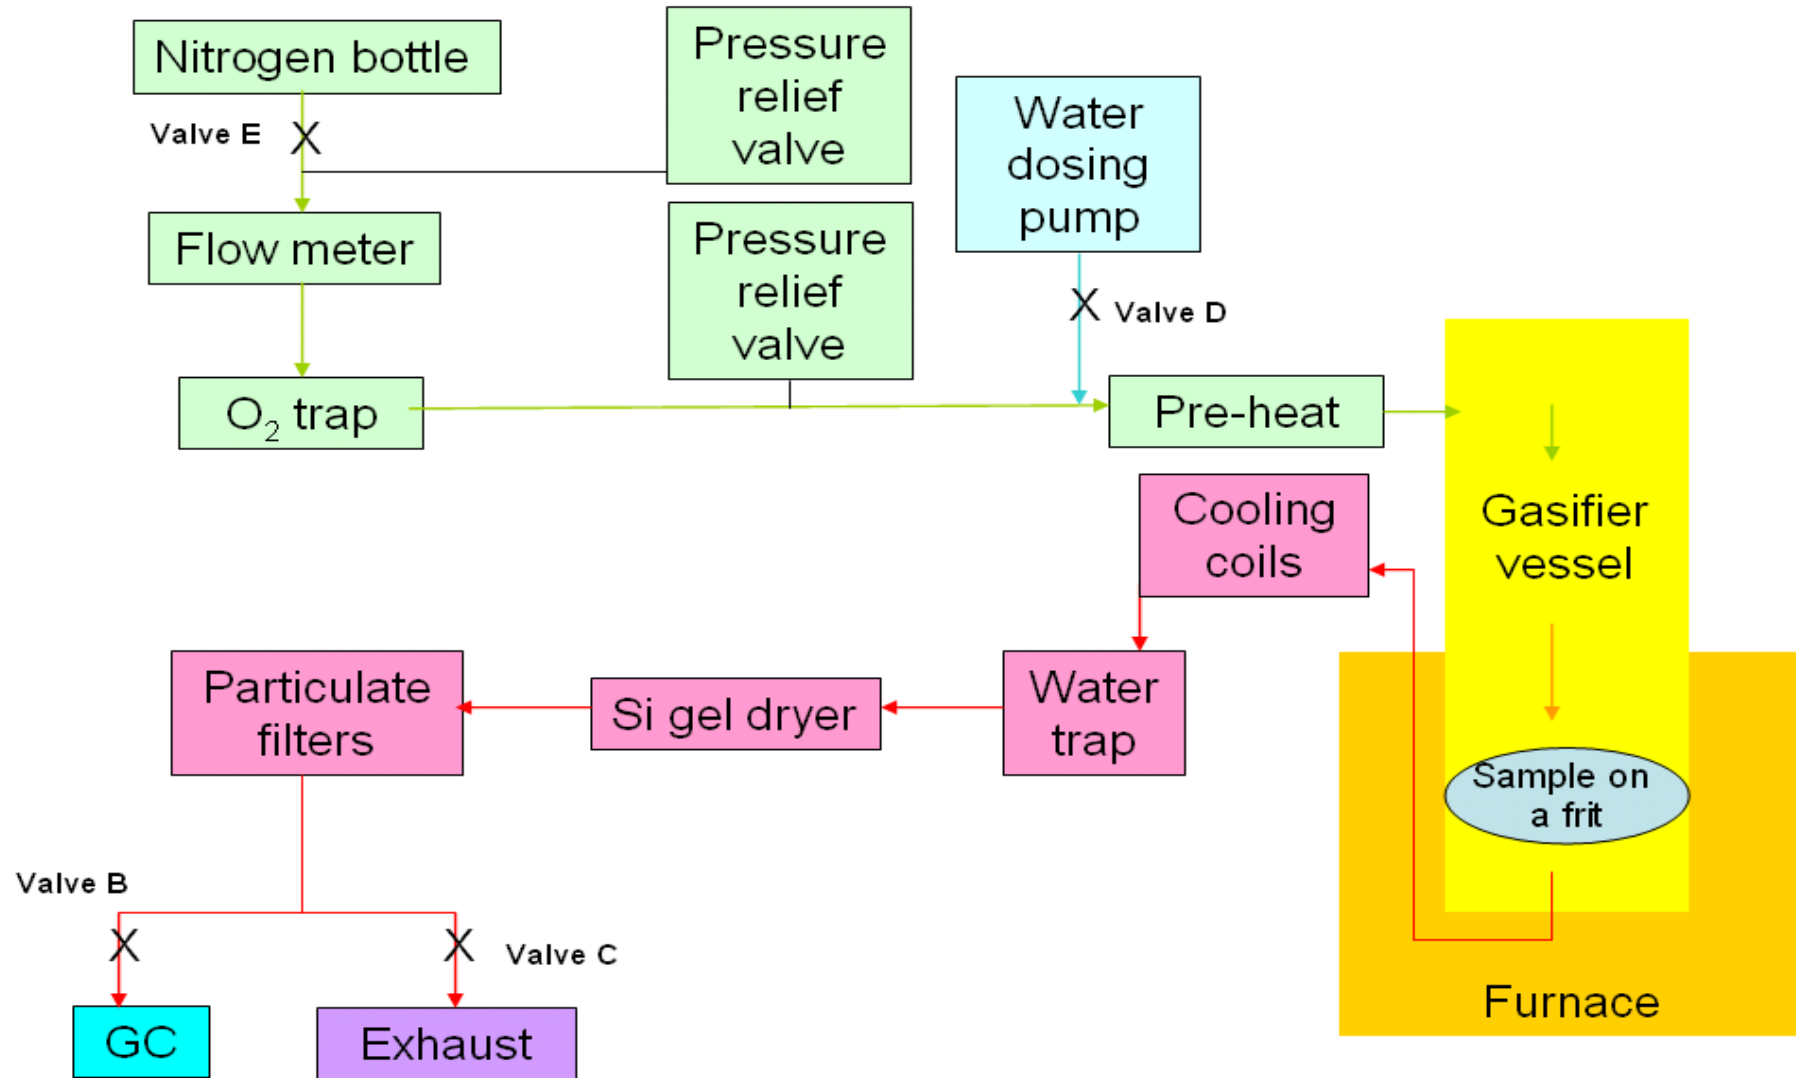 Nitrogen bottle
Pressure
relief
valve
Valve E
Water
dosing
pump
Flow meter
Pressure
relief
valve
Valve D
O₂ trap
Pre-heat
Cooling
coils
Gasifier
vessel
Particulate
filters
Si gel dryer
Water
trap
Sample on
a frit
Valve B
Valve C
Furnace
GC
Exhaust